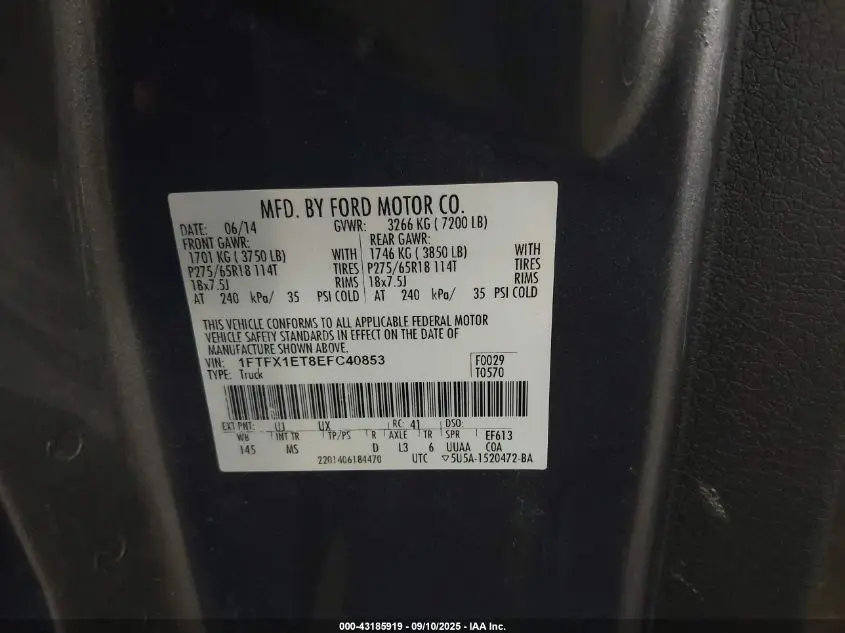 MFD. BY FORD MOTOR CO.
DATE: 06/14 GVWR: 3266 KG ( 7200 LB)
FRONT GAWR: REAR GAWR:
1701 KG ( 3750 LB) WITH 1746 KG ( 3850 LB) WITH
P275/65R18 114T TIRES P275/65R18 114T TIRES
18x7.5J RIMS 18x7.5J RIMS
AT 240 kPa/ 35 PSI COLD AT 240 kPa/ 35 PSI COLD
THIS VEHICLE CONFORMS TO ALL APPLICABLE FEDERAL MOTOR
VEHICLE SAFETY STANDARDS IN EFFECT ON THE DATE OF
MANUFACTURE SHOWN ABOVE.
VIN: 1FTFX1ET8EFC40853 F0029
TYPE: Truck T0570
EXT PNT: UJ UX RC: 41 DSO:
WB INT TR TP/PS R AXLE TR SPR EF613
145 MS D L3 6 UUAA COA
2201406184470 UTC ▽5U5A-1520472-BA
000-43185919 - 09/10/2025 - IAA Inc.